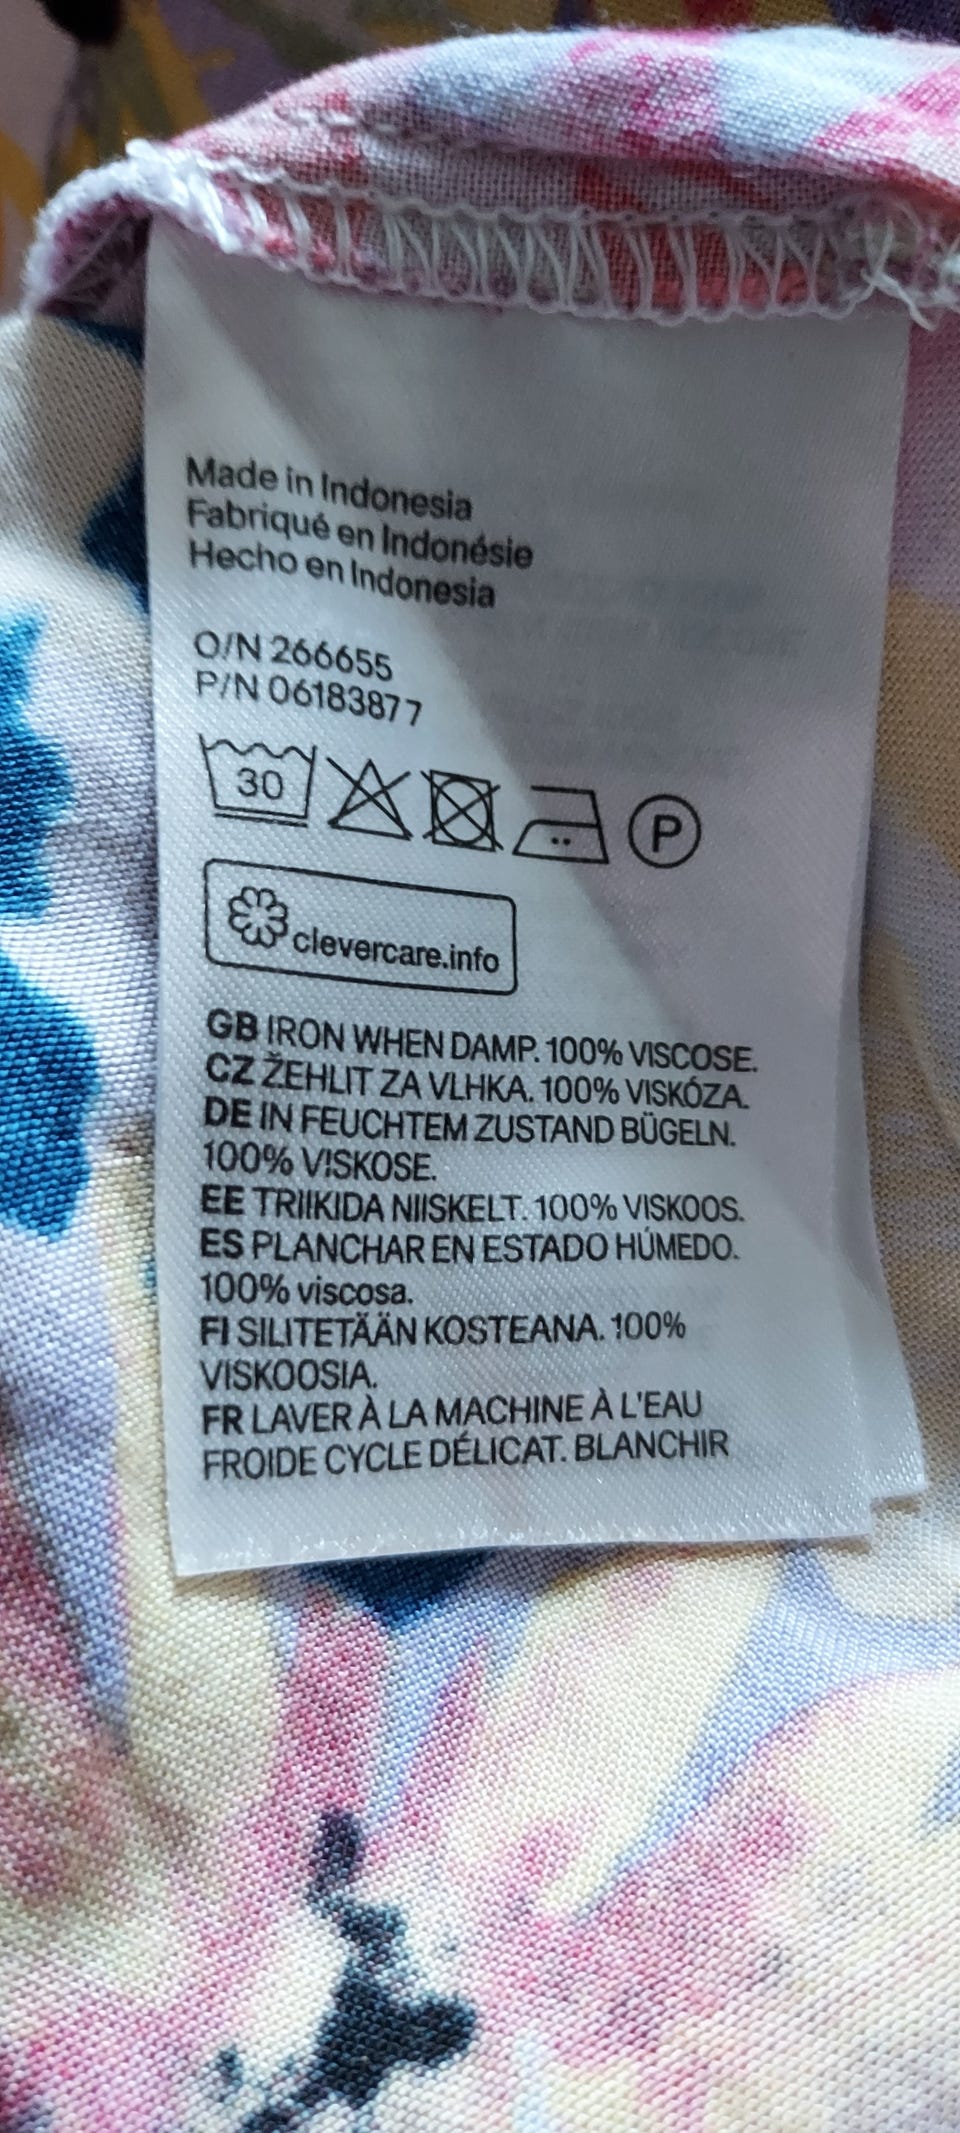 Made in Indonesia
Fabriqué en Indonésie
Hecho en Indonesia
O/N 266655
P/N 06183877
30
P
clevercare.info
GB IRON WHEN DAMP. 100% VISCOSE.
CZ ŽEHLIT ZA VLHKA. 100% VISKÓZA.
DE IN FEUCHTEM ZUSTAND BÜGELN.
100% VISKOSE.
EE TRIIKIDA NIISKELT. 100% VISKOOS.
ES PLANCHAR EN ESTADO HÚMEDO.
100% viscosa.
FI SILITETÄÄN KOSTEANA. 100%
VISKOOSIA.
FR LAVER À LA MACHINE À L'EAU
FROIDE CYCLE DÉLICAT. BLANCHIR